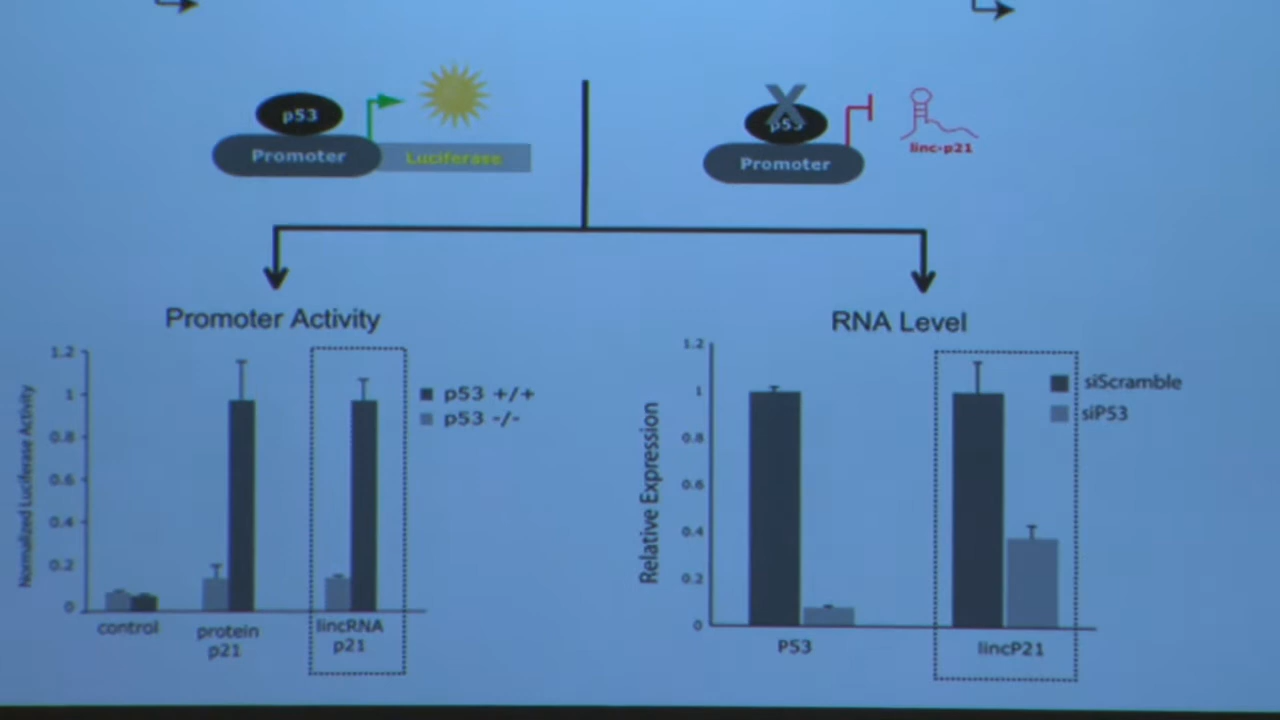 p53
Promoter
Luciferase
p53
Promoter
linc-p21
Promoter Activity
Normalized Luciferase Activity
1.2
1
0.8
0.6
0.4
0.2
0
control
protein
p21
lincRNA
p21
p53 +/+
p53 -/-
RNA Level
Relative Expression
1.2
1
0.8
0.6
0.4
0.2
0
P53
lincP21
siScramble
siP53